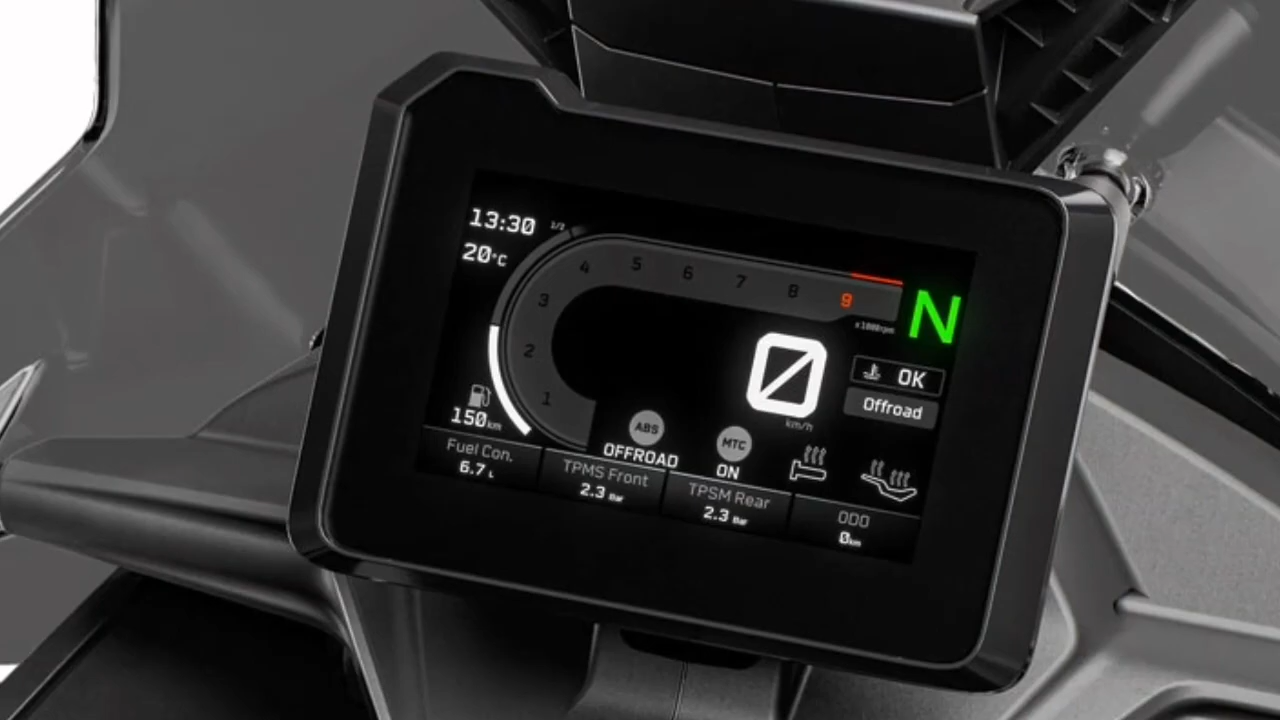 13:30
1/2
20°C
4 5 6 7 8 9
3
2
1
x1000rpm
N
0
km/h
OK
Offroad
150km
ABS
OFFROAD
MTC
ON
Fuel Con.
6.7 L
TPMS Front
2.3 Bar
TPSM Rear
2.3 Bar
ODO
0km